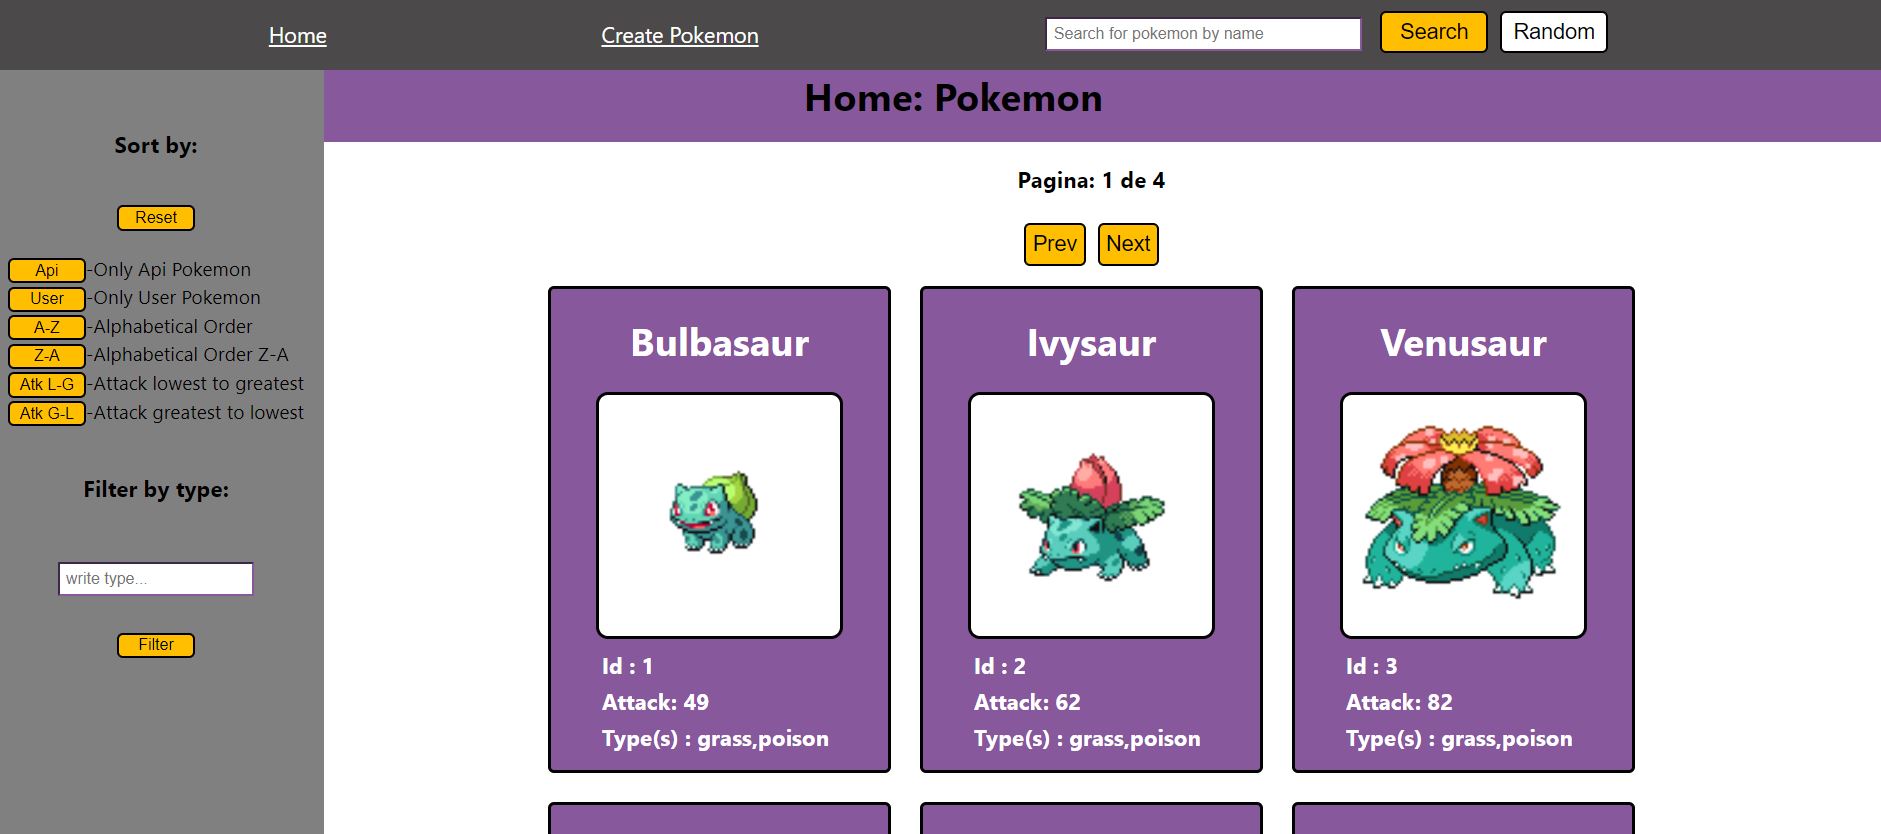 Home
Create Pokemon
Search for pokemon by name
Search
Random
Home: Pokemon
Sort by:
Reset
Api -Only Api Pokemon
User -Only User Pokemon
A-Z -Alphabetical Order
Z-A -Alphabetical Order Z-A
Atk L-G -Attack lowest to greatest
Atk G-L -Attack greatest to lowest
Filter by type:
write type...
Filter
Pagina: 1 de 4
Prev
Next
Bulbasaur
Id : 1
Attack: 49
Type(s) : grass,poison
Ivysaur
Id : 2
Attack: 62
Type(s) : grass,poison
Venusaur
Id : 3
Attack: 82
Type(s) : grass,poison